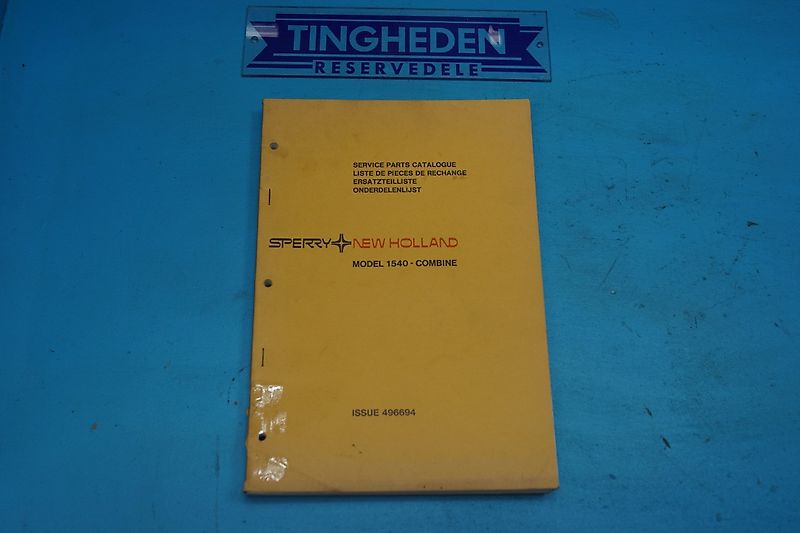 TINGHEDEN
RESERVEDELE
SERVICE PARTS CATALOGUE
LISTE DE PIECES DE RECHANGE
ERSATZTEILLISTE
ONDERDELENLIJST
SPERRY NEW HOLLAND
MODEL 1540 - COMBINE
ISSUE 496694